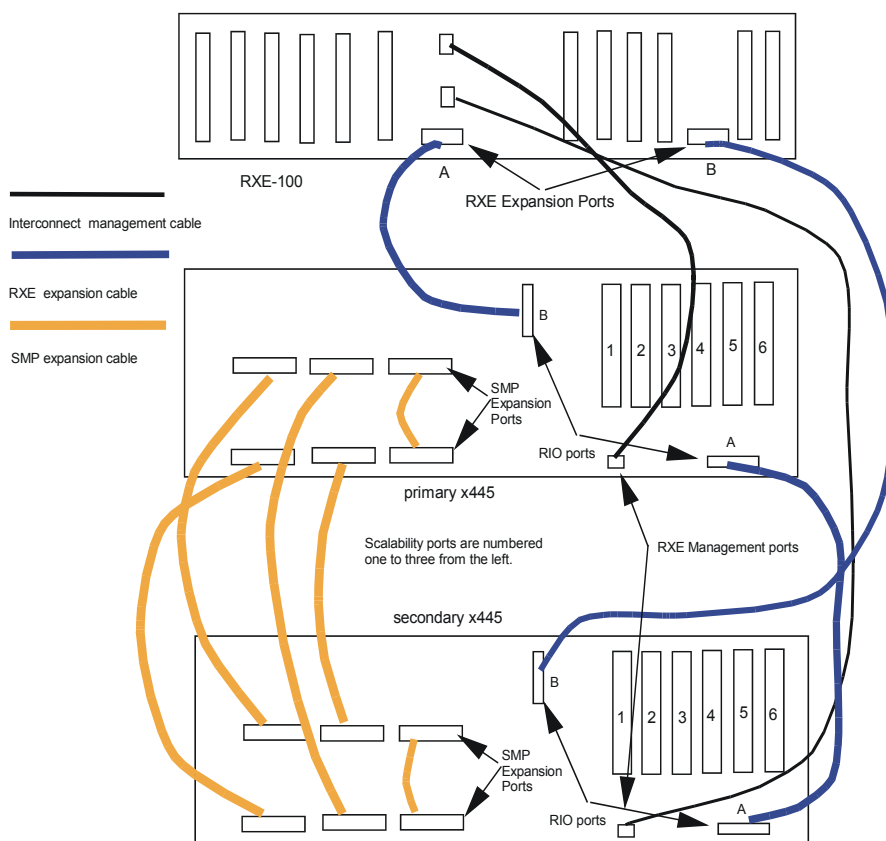 RXE-100
A
B
RXE Expansion Ports
Interconnect management cable
RXE expansion cable
SMP expansion cable
B
1
2
3
4
5
6
SMP
Expansion
Ports
RIO ports
A
primary x445
Scalability ports are numbered
one to three from the left.
RXE Management ports
secondary x445
B
1
2
3
4
5
6
SMP
Expansion
Ports
RIO ports
A